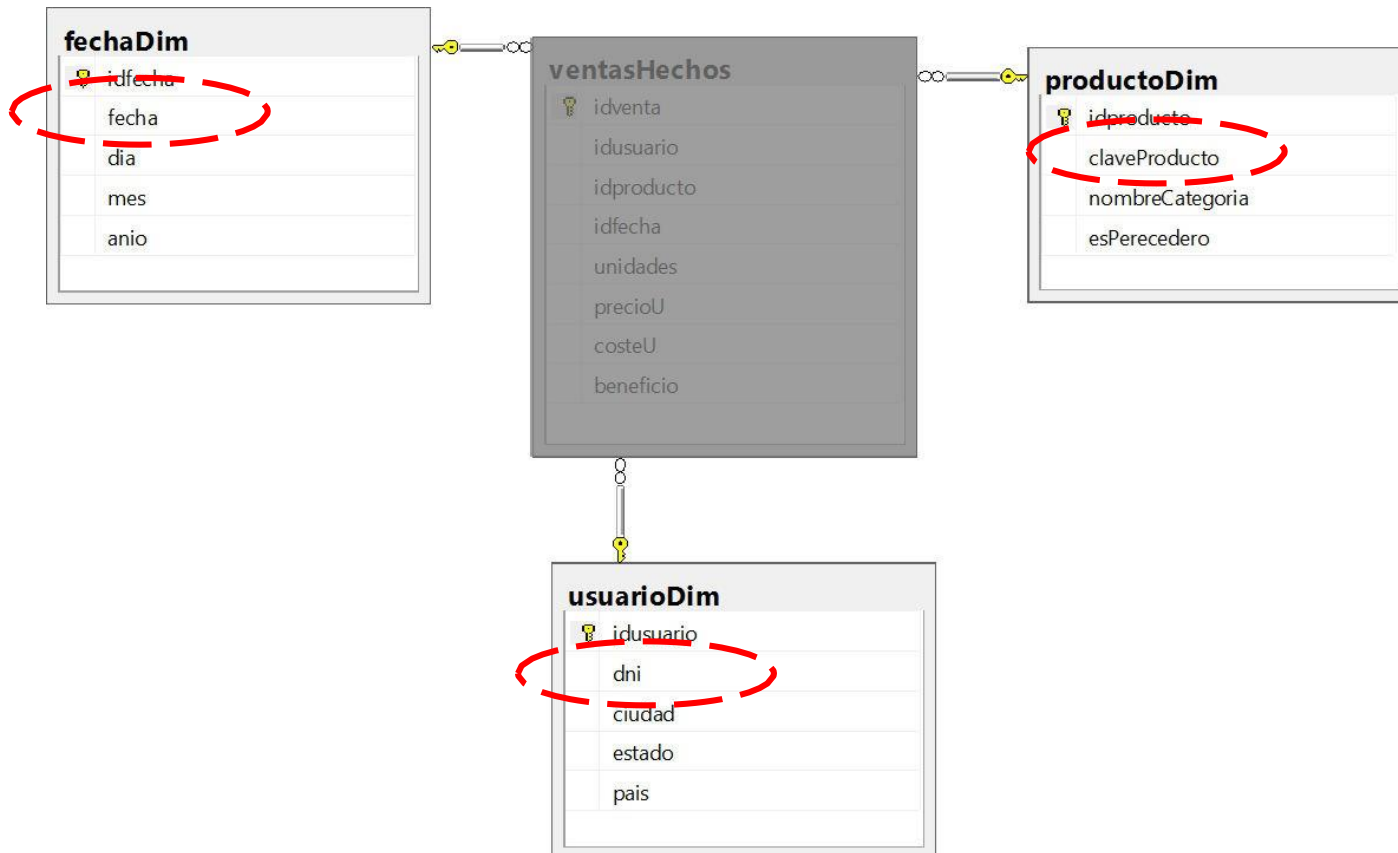 fechaDim
idfecha
fecha
dia
mes
anio
ventasHechos
idventa
idusuario
idproducto
idfecha
unidades
precioU
costeU
beneficio
productoDim
idproducto
claveProducto
nombreCategoria
esPerecedero
usuarioDim
idusuario
dni
ciudad
estado
pais